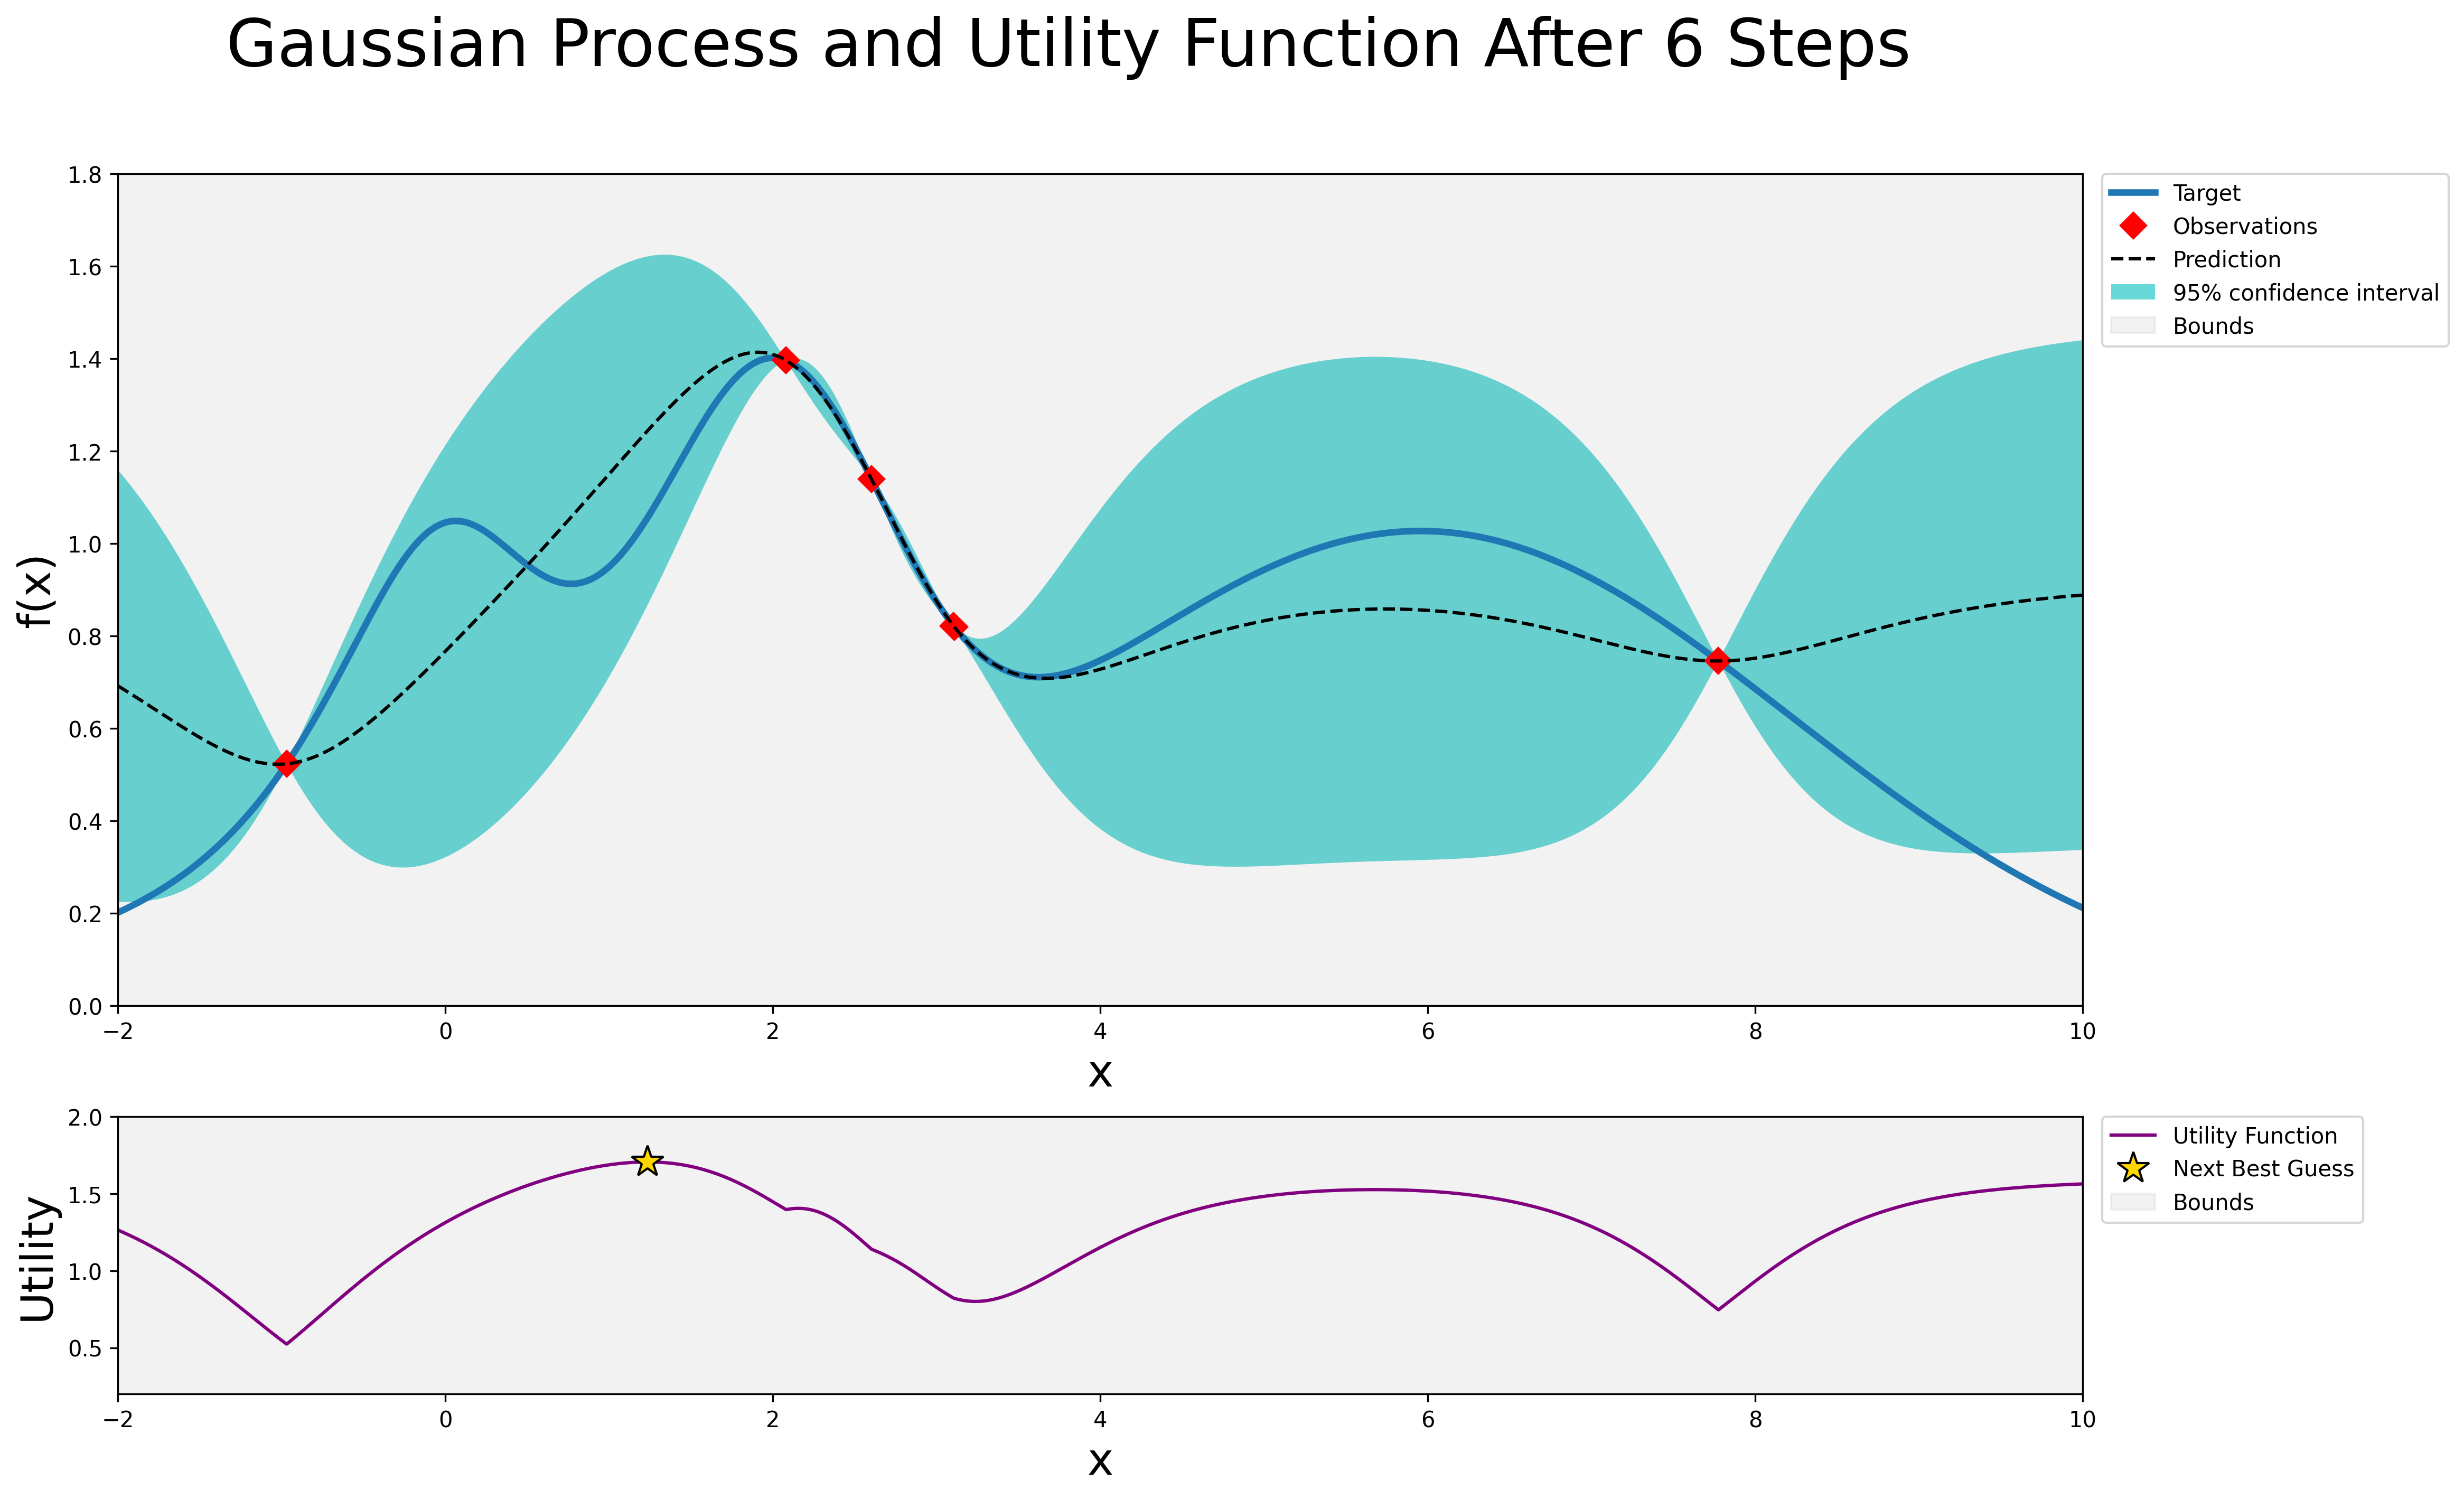 Gaussian Process and Utility Function After 6 Steps
1.8
1.6
1.4
1.2
1.0
0.8
0.6
0.4
0.2
0.0
f(x)
−2 0 2 4 6 8 10
x
Target
Observations
Prediction
95% confidence interval
Bounds
2.0
1.5
1.0
0.5
Utility
−2 0 2 4 6 8 10
x
Utility Function
Next Best Guess
Bounds